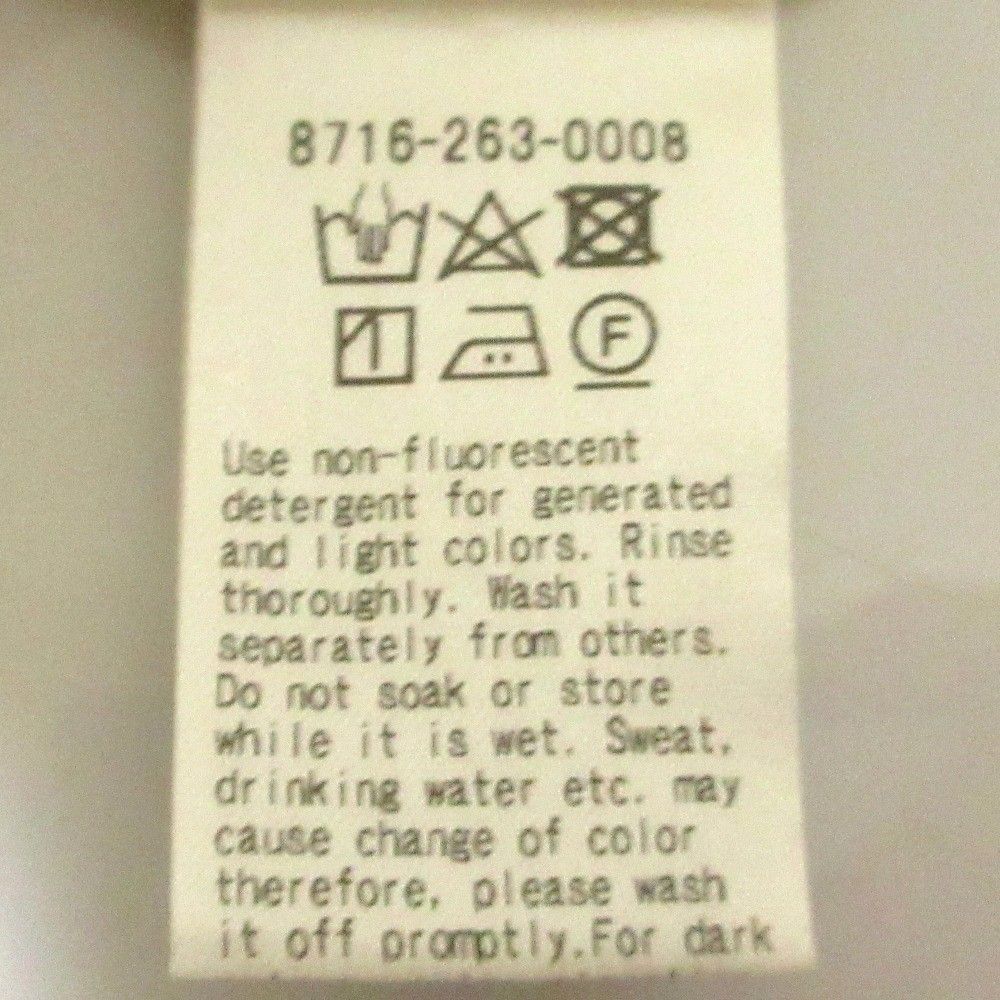 8716-263-0008
F
Use non-fluorescent
detergent for generated
and light colors. Rinse
thoroughly. Wash it
separately from others.
Do not soak or store
while it is wet. Sweat,
drinking water etc. may
cause change of color
therefore, please wash
it off promptly.For dark